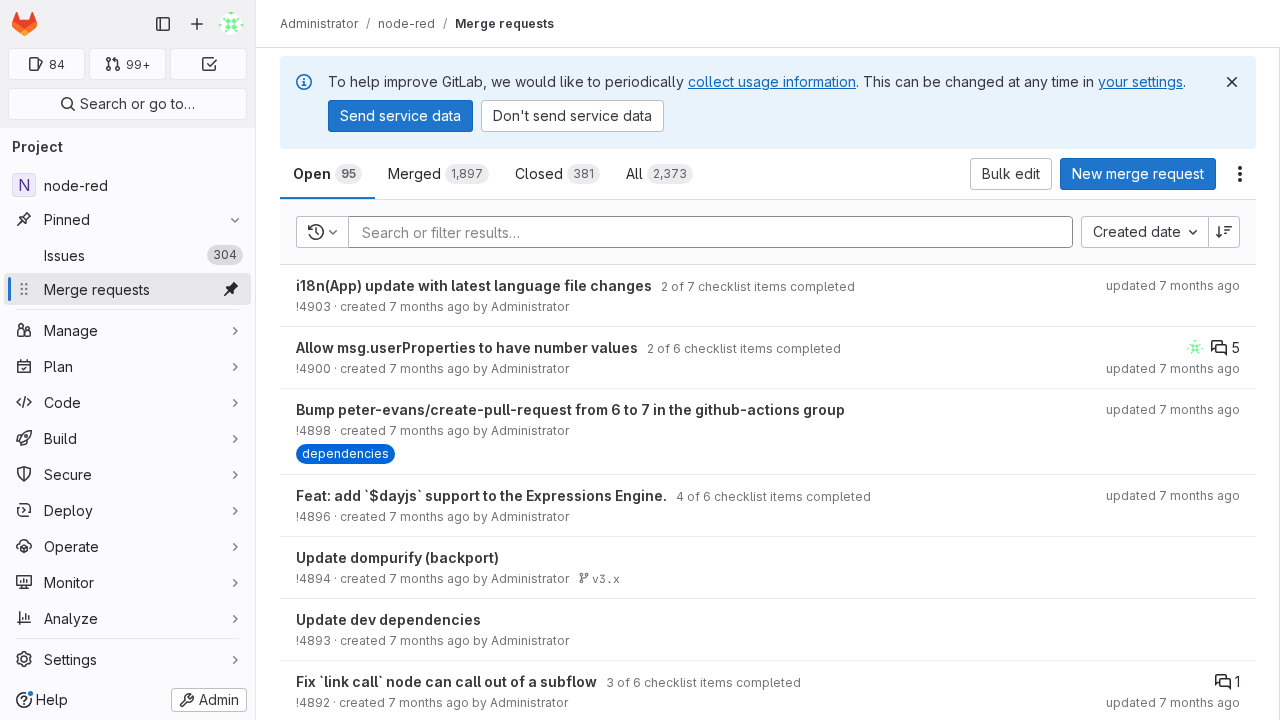 Administrator / node-red / Merge requests
84
99+
Search or go to…
To help improve GitLab, we would like to periodically collect usage information. This can be changed at any time in your settings.
Send service data
Don't send service data
Project
N node-red
Pinned
Issues 304
Merge requests
Manage
Plan
Code
Build
Secure
Deploy
Operate
Monitor
Analyze
Settings
Help
Admin
Open 95
Merged 1,897
Closed 381
All 2,373
Bulk edit
New merge request
Search or filter results…
Created date
i18n(App) update with latest language file changes 2 of 7 checklist items completed
updated 7 months ago
!4903 · created 7 months ago by Administrator
Allow msg.userProperties to have number values 2 of 6 checklist items completed
5
!4900 · created 7 months ago by Administrator
updated 7 months ago
Bump peter-evans/create-pull-request from 6 to 7 in the github-actions group
updated 7 months ago
!4898 · created 7 months ago by Administrator
dependencies
Feat: add `$dayjs` support to the Expressions Engine. 4 of 6 checklist items completed
updated 7 months ago
!4896 · created 7 months ago by Administrator
Update dompurify (backport)
!4894 · created 7 months ago by Administrator v3.x
Update dev dependencies
!4893 · created 7 months ago by Administrator
Fix `link call` node can call out of a subflow 3 of 6 checklist items completed
1
!4892 · created 7 months ago by Administrator
updated 7 months ago